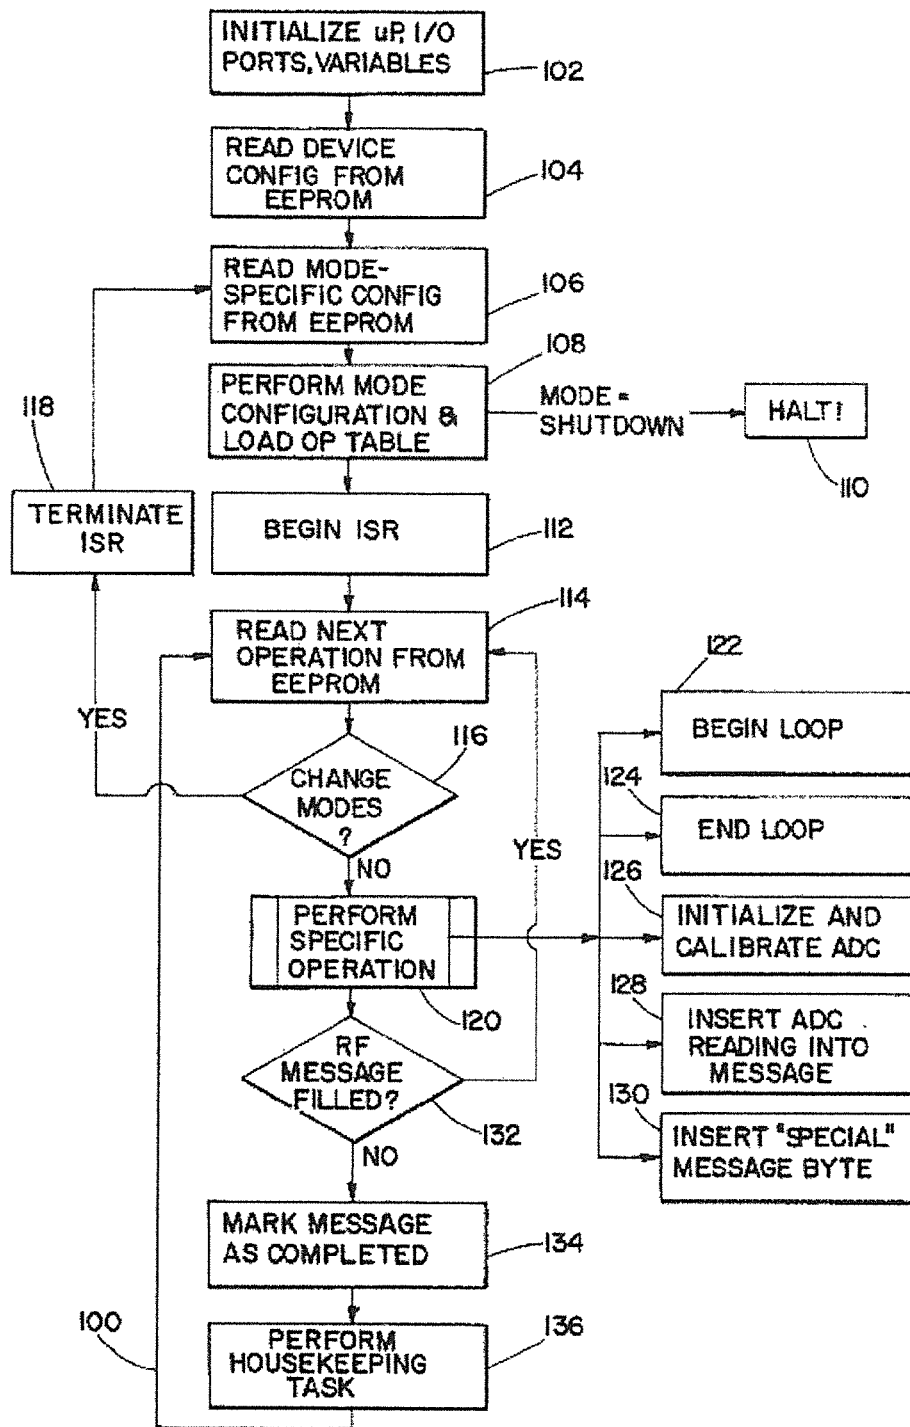 INITIALIZE uP, I/O
PORTS, VARIABLES
102
READ DEVICE
CONFIG FROM
EEPROM
104
READ MODE-
SPECIFIC CONFIG
FROM EEPROM
106
108
PERFORM MODE
CONFIGURATION &
LOAD OP TABLE
MODE =
SHUTDOWN
HALT!
110
118
TERMINATE
ISR
BEGIN ISR
112
114
READ NEXT
OPERATION FROM
EEPROM
YES
116
CHANGE
MODES
?
NO
YES
122
BEGIN LOOP
124
END LOOP
126
INITIALIZE AND
CALIBRATE ADC
128
INSERT ADC
READING INTO
MESSAGE
130
INSERT "SPECIAL"
MESSAGE BYTE
PERFORM
SPECIFIC
OPERATION
120
RF
MESSAGE
FILLED?
132
NO
MARK MESSAGE
AS COMPLETED
134
100
PERFORM
HOUSEKEEPING
TASK
136